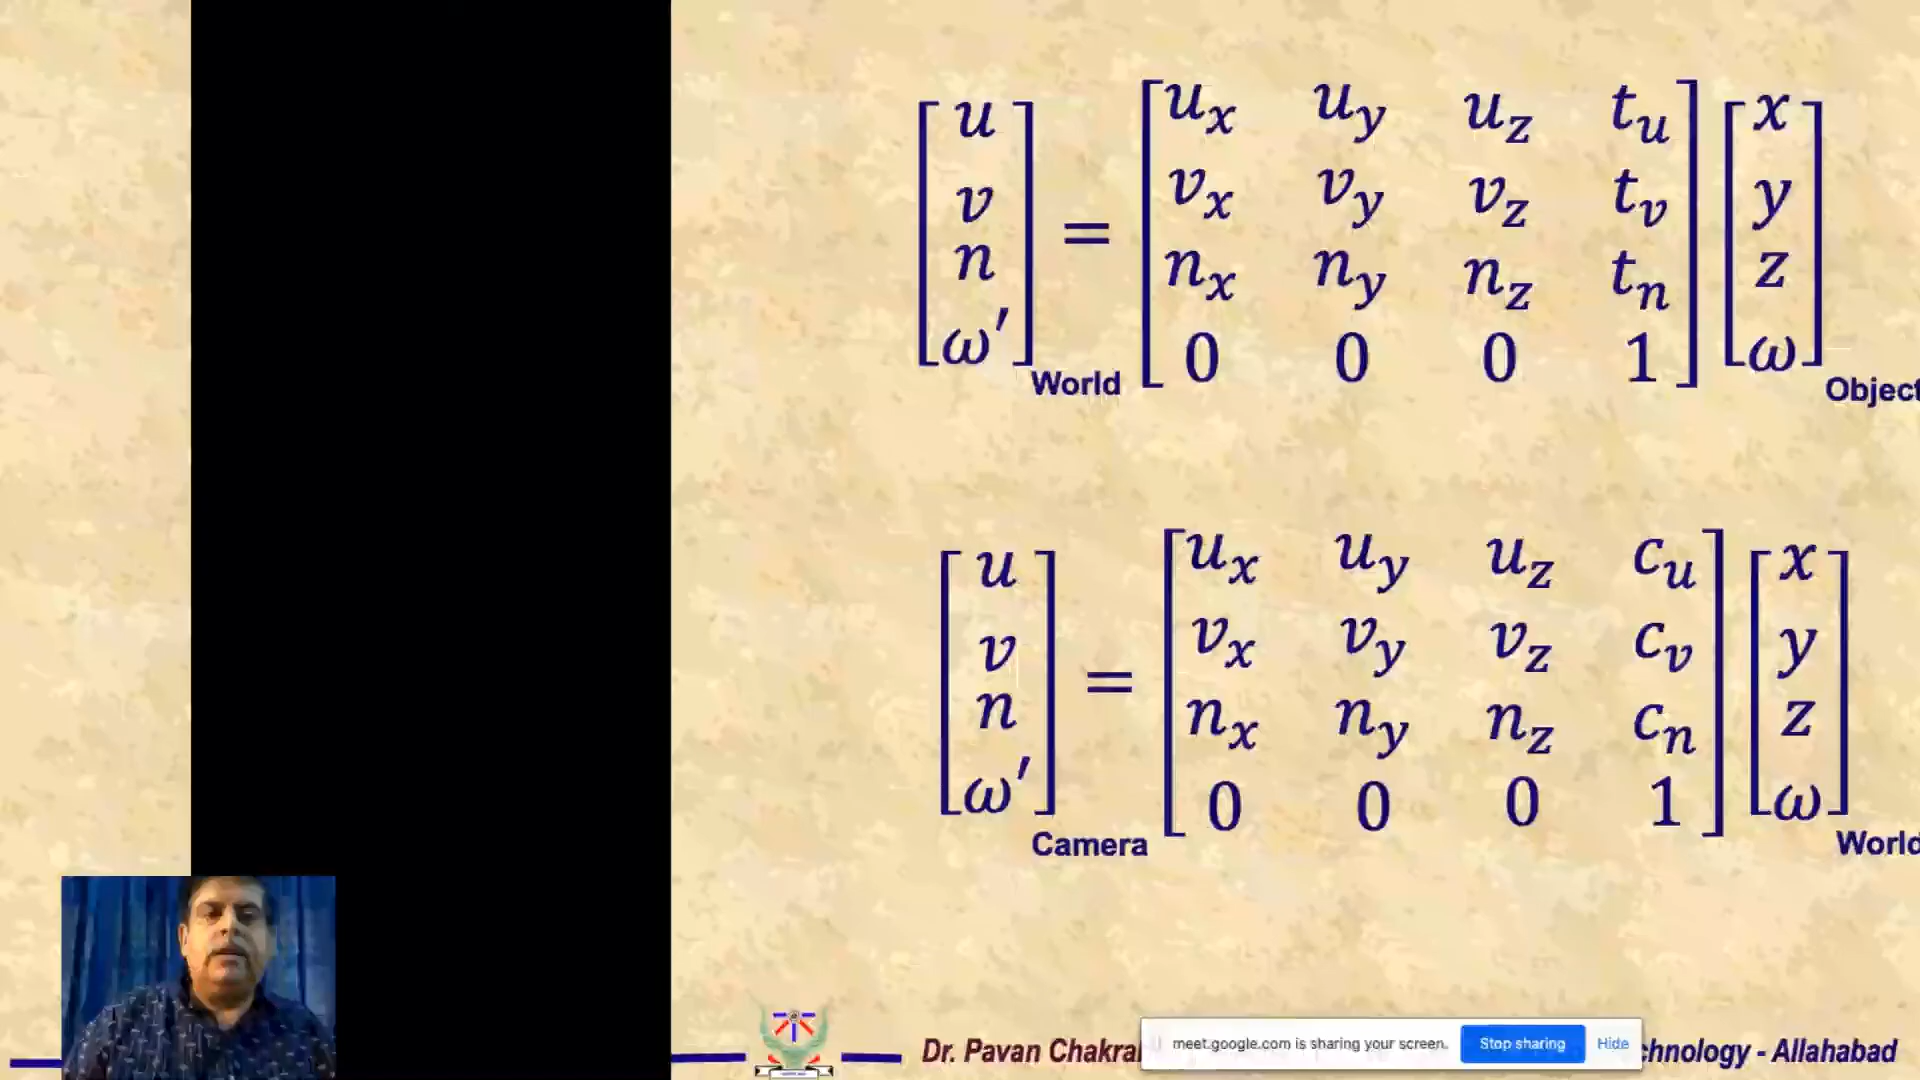 [u v n ω′] World = [u_x u_y u_z t_u
v_x v_y v_z t_v
n_x n_y n_z t_n
0 0 0 1] [x y z ω] Object
[u v n ω′] Camera = [u_x u_y u_z c_u
v_x v_y v_z c_v
n_x n_y n_z c_n
0 0 0 1] [x y z ω] World
Dr. Pavan Chakra
meet.google.com is sharing your screen. Stop sharing Hide
chnology - Allahabad